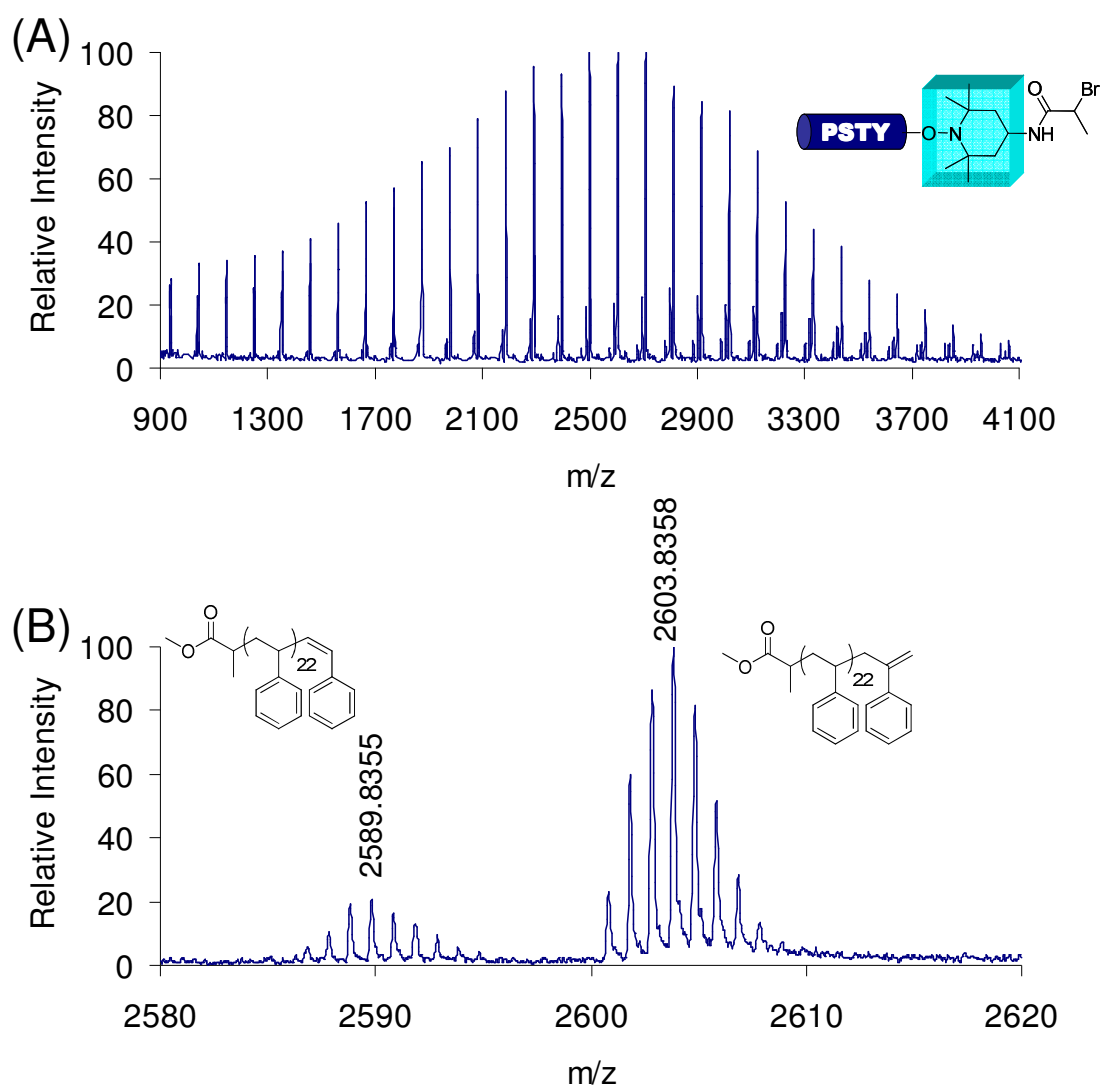 (A)
Relative Intensity
100
80
60
40
20
0
900 1300 1700 2100 2500 2900 3300 3700 4100
m/z
PSTY O N NH O Br
(B)
Relative Intensity
100
80
60
40
20
0
2580 2590 2600 2610 2620
m/z
2589.8355
2603.8358
O O 22
O O 22